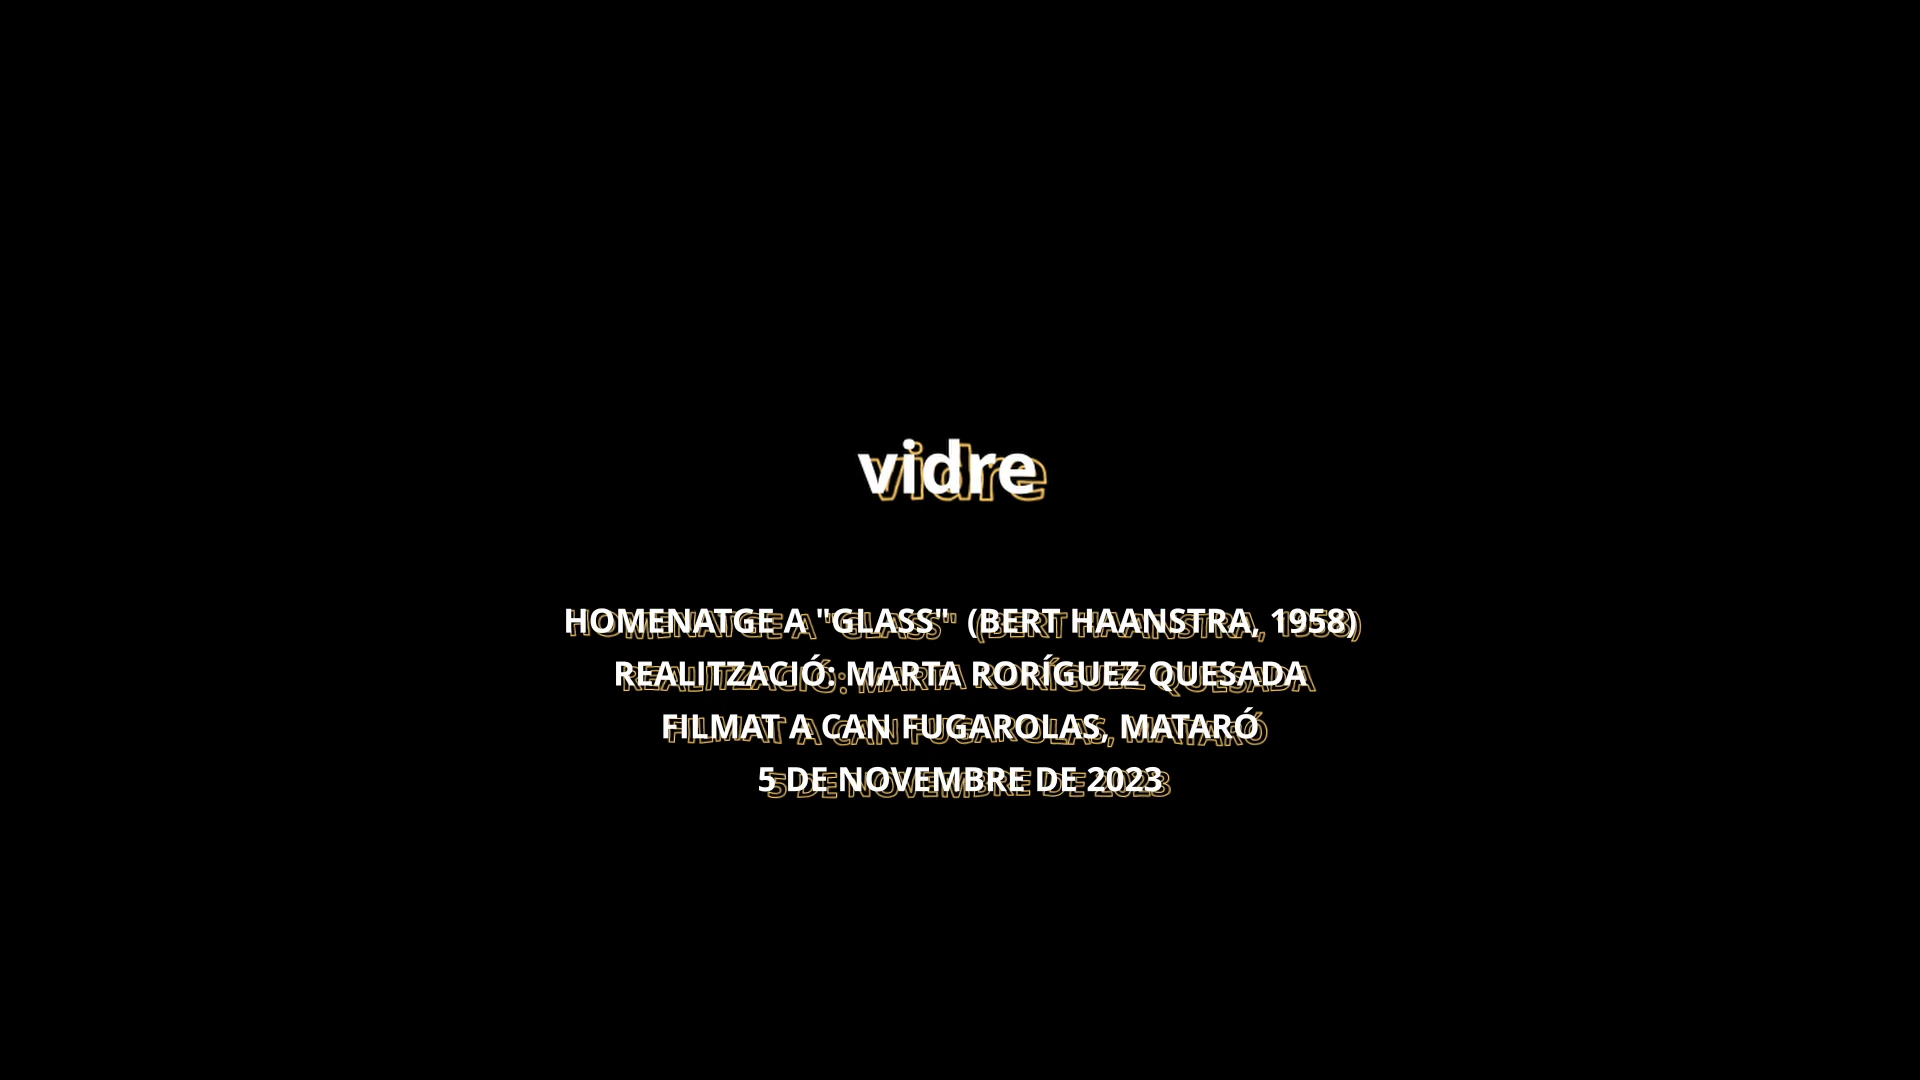 vidre
HOMENATGE A "GLASS" (BERT HAANSTRA, 1958)
REALITZACIÓ: MARTA RORÍGUEZ QUESADA
FILMAT A CAN FUGAROLAS, MATARÓ
5 DE NOVEMBRE DE 2023